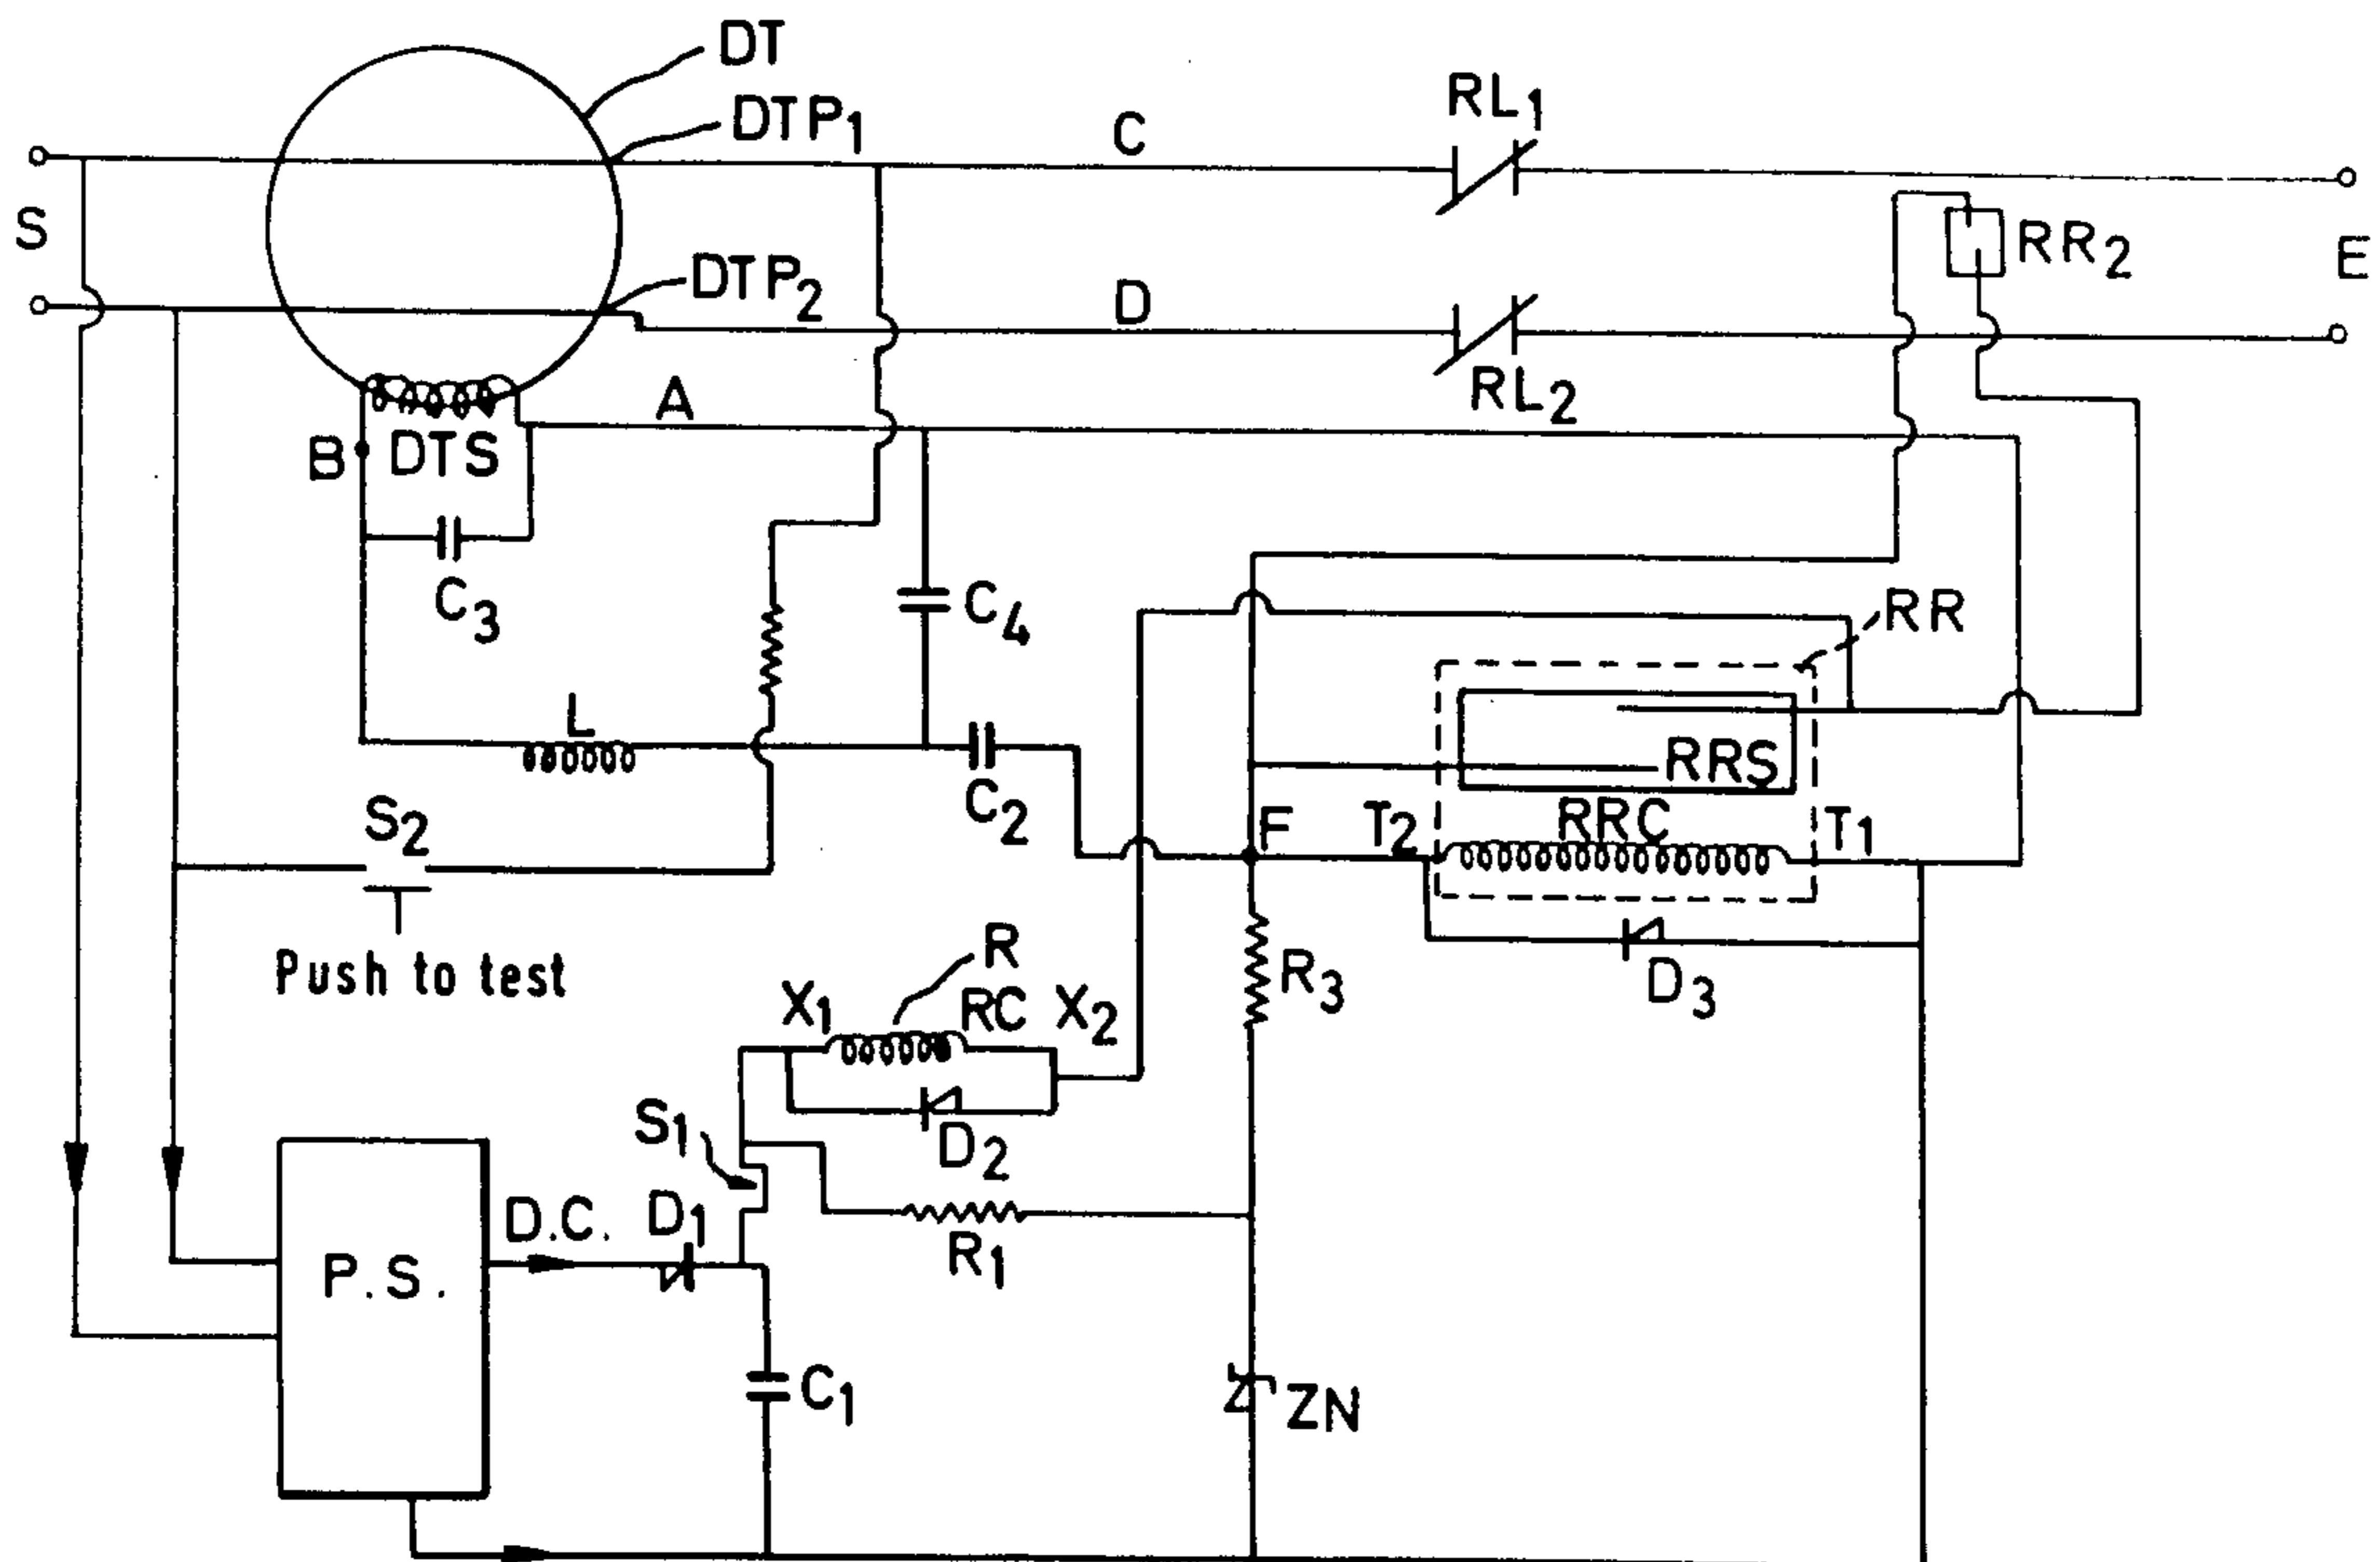 DT
DTP1
C
RL1
S
DTP2
D
RR2
E
RL2
A
B
DTS
C3
C4
RR
L
RRS
C2
S2
F
T2
RRC
T1
Push to test
R
R3
D3
X1
RC
X2
S1
D2
D.C.
D1
R1
P.S.
C1
ZN